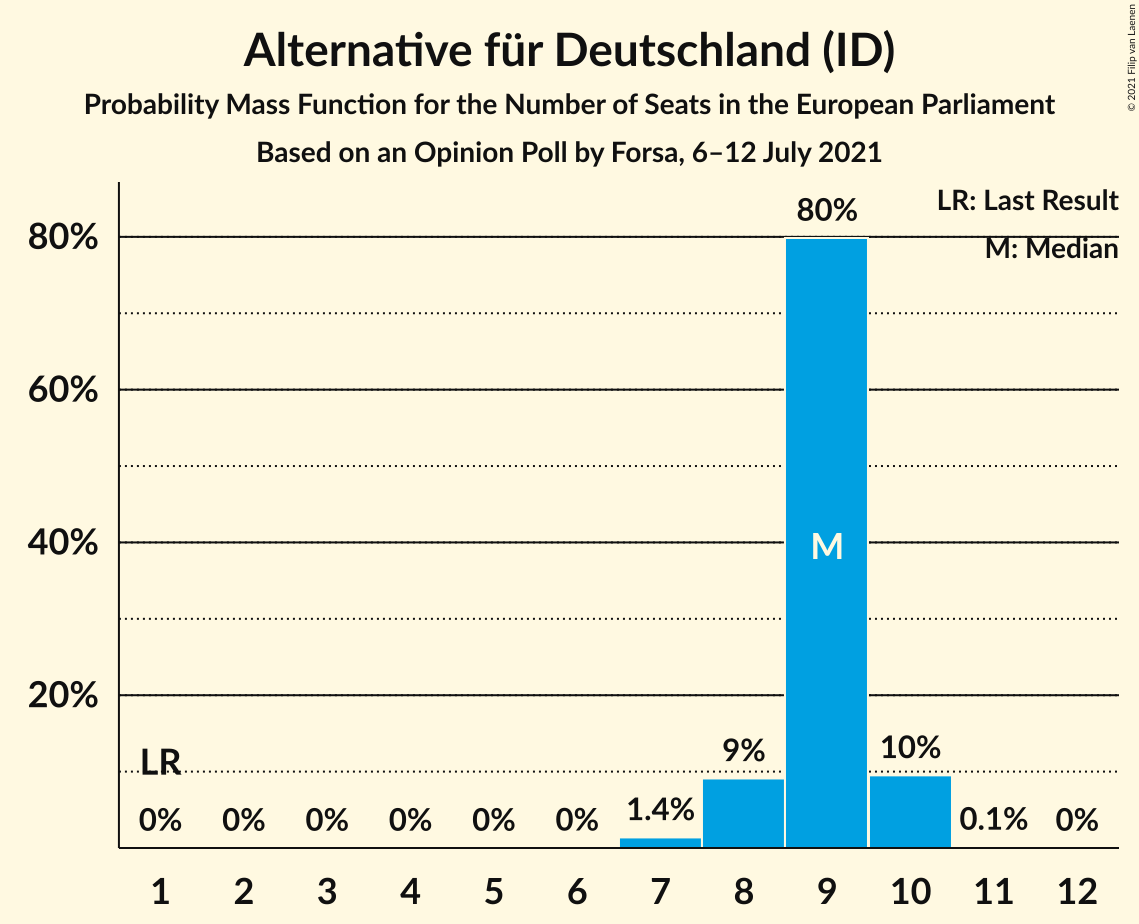 Alternative für Deutschland (ID)
Probability Mass Function for the Number of Seats in the European Parliament
Based on an Opinion Poll by Forsa, 6–12 July 2021
© 2021 Filip van Laenen
LR: Last Result
M: Median
80%
60%
40%
20%
LR
0%
0%
0%
0%
0%
0%
1.4%
9%
80%
M
10%
0.1%
0%
1 2 3 4 5 6 7 8 9 10 11 12